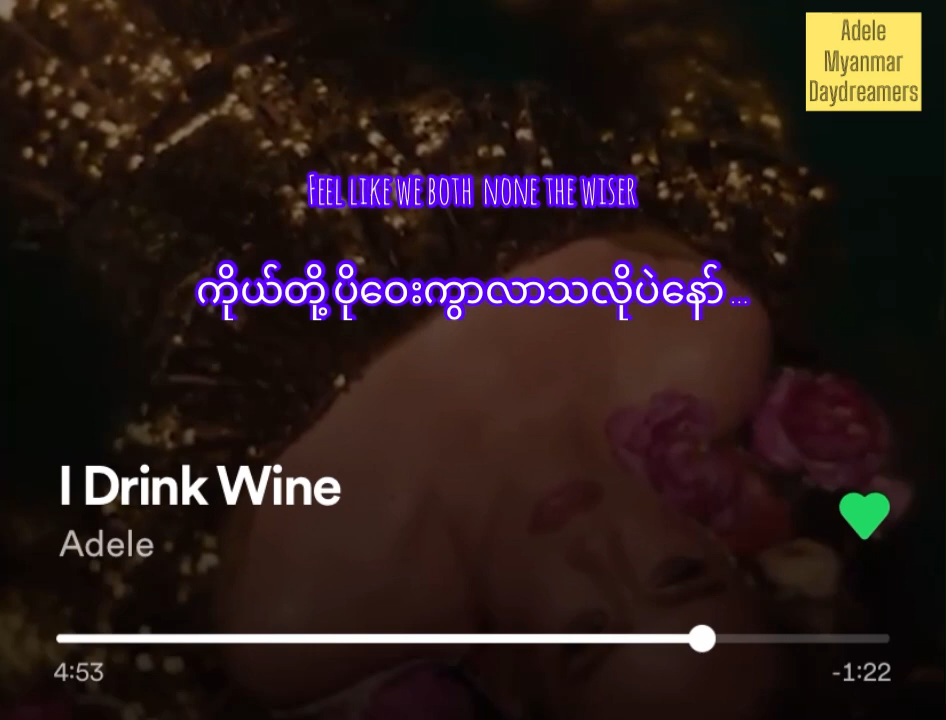 Adele
Myanmar
Daydreamers
FEEL LIKE WE BOTH NONE THE WISER
ကိုယ်တို့ ပိုဝေးကွာလာသလိုပဲနော် ...
I Drink Wine
Adele
4:53
-1:22